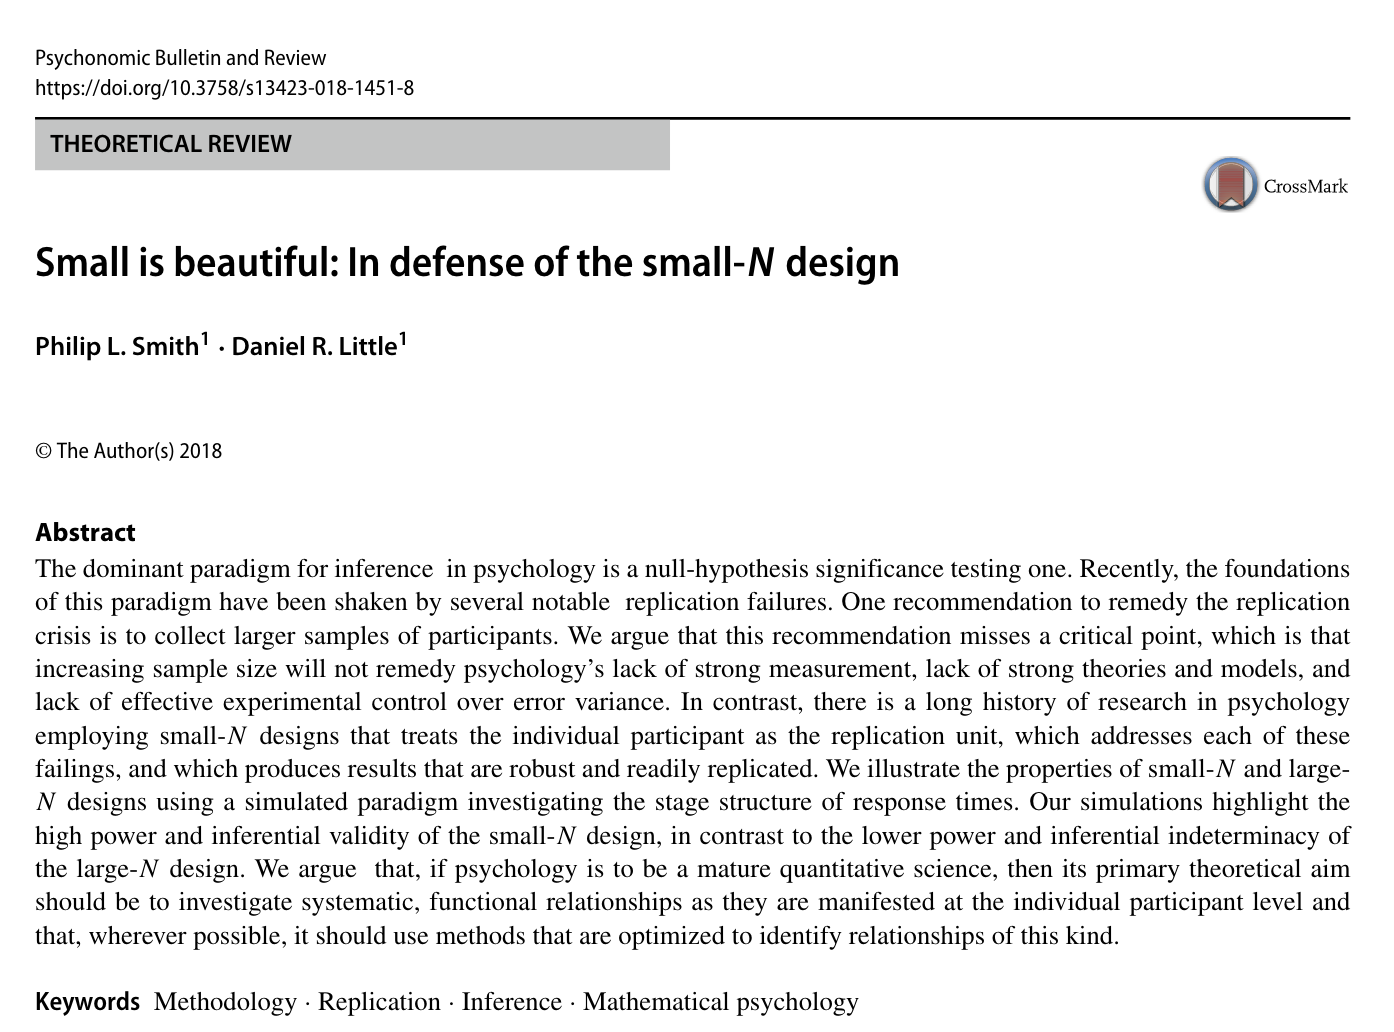 Psychonomic Bulletin and Review
https://doi.org/10.3758/s13423-018-1451-8
THEORETICAL REVIEW
CrossMark
Small is beautiful: In defense of the small-N design
Philip L. Smith¹ · Daniel R. Little¹
© The Author(s) 2018
Abstract
The dominant paradigm for inference in psychology is a null-hypothesis significance testing one. Recently, the foundations
of this paradigm have been shaken by several notable replication failures. One recommendation to remedy the replication
crisis is to collect larger samples of participants. We argue that this recommendation misses a critical point, which is that
increasing sample size will not remedy psychology’s lack of strong measurement, lack of strong theories and models, and
lack of effective experimental control over error variance. In contrast, there is a long history of research in psychology
employing small-N designs that treats the individual participant as the replication unit, which addresses each of these
failings, and which produces results that are robust and readily replicated. We illustrate the properties of small-N and large-
N designs using a simulated paradigm investigating the stage structure of response times. Our simulations highlight the
high power and inferential validity of the small-N design, in contrast to the lower power and inferential indeterminacy of
the large-N design. We argue that, if psychology is to be a mature quantitative science, then its primary theoretical aim
should be to investigate systematic, functional relationships as they are manifested at the individual participant level and
that, wherever possible, it should use methods that are optimized to identify relationships of this kind.
Keywords Methodology · Replication · Inference · Mathematical psychology